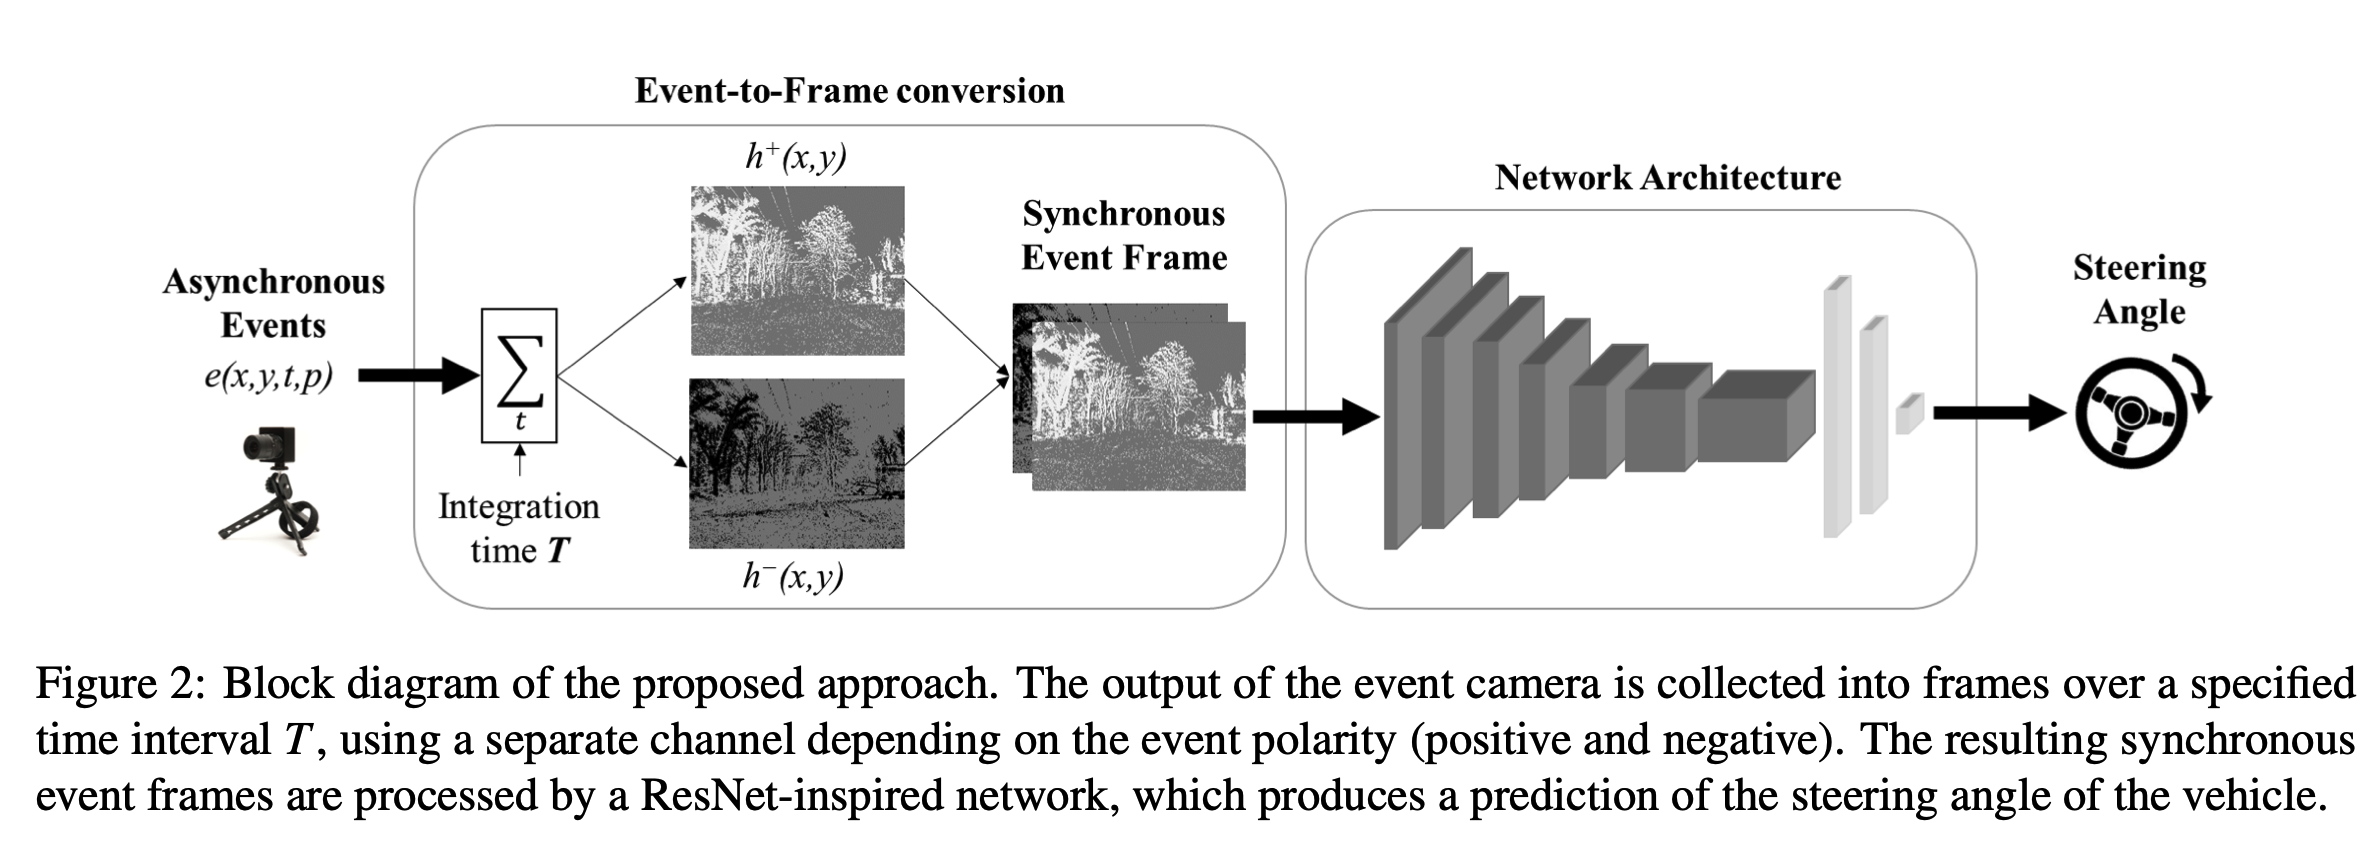 Event-to-Frame conversion
h⁺(x,y)
Network Architecture
Synchronous
Event Frame
Asynchronous
Events
e(x,y,t,p)
Steering
Angle
∑
t
Integration
time T
h⁻(x,y)
Figure 2: Block diagram of the proposed approach. The output of the event camera is collected into frames over a specified
time interval T, using a separate channel depending on the event polarity (positive and negative). The resulting synchronous
event frames are processed by a ResNet-inspired network, which produces a prediction of the steering angle of the vehicle.